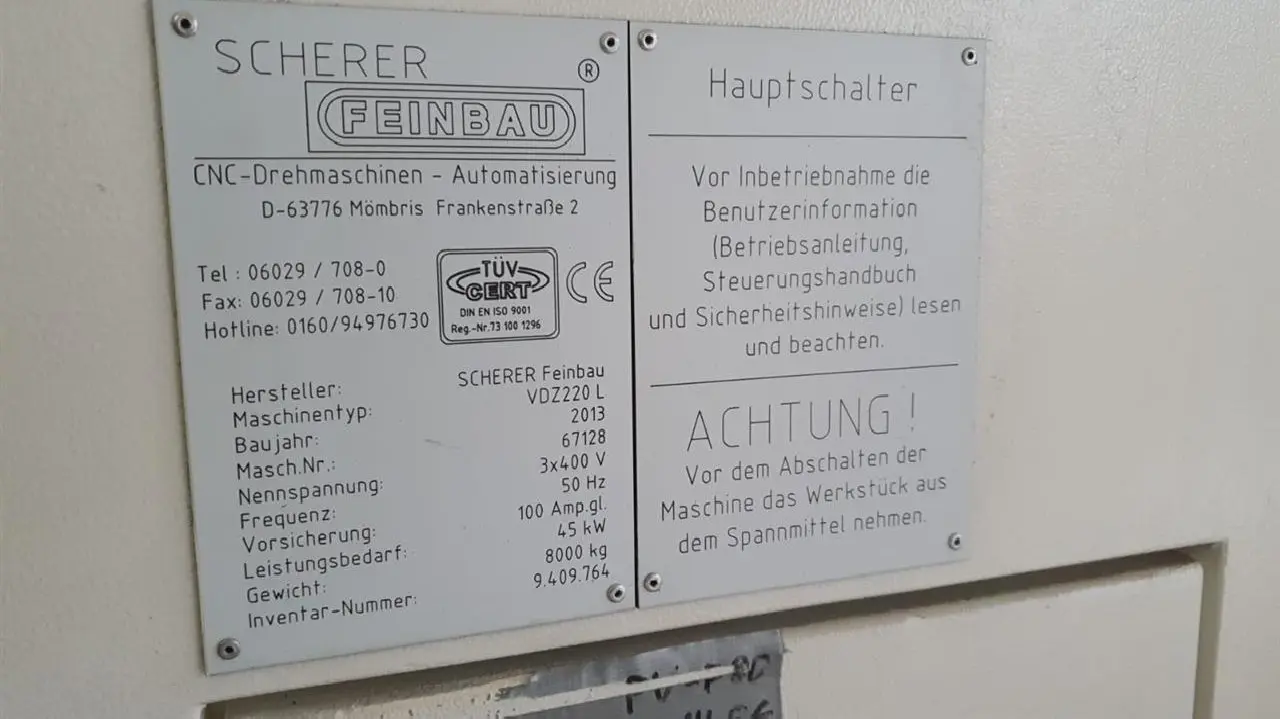 SCHERER
®
FEINBAU
CNC-Drehmaschinen - Automatisierung
D-63776 Mömbris Frankenstraße 2
Tel : 06029 / 708-0
Fax: 06029 / 708-10
Hotline: 0160/94976730
TÜV
CERT
DIN EN ISO 9001
Reg.-Nr.73 100 1296
CE
Hersteller: SCHERER Feinbau
Maschinentyp: VDZ220 L
Baujahr: 2013
Masch.Nr.: 67128
Nennspannung: 3x400 V
Frequenz: 50 Hz
Vorsicherung: 100 Amp.gl.
Leistungsbedarf: 45 kW
Gewicht: 8000 kg
Inventar-Nummer: 9.409.764
Hauptschalter
Vor Inbetriebnahme die
Benutzerinformation
(Betriebsanleitung,
Steuerungshandbuch
und Sicherheitshinweise) lesen
und beachten.
ACHTUNG !
Vor dem Abschalten der
Maschine das Werkstück aus
dem Spannmittel nehmen.